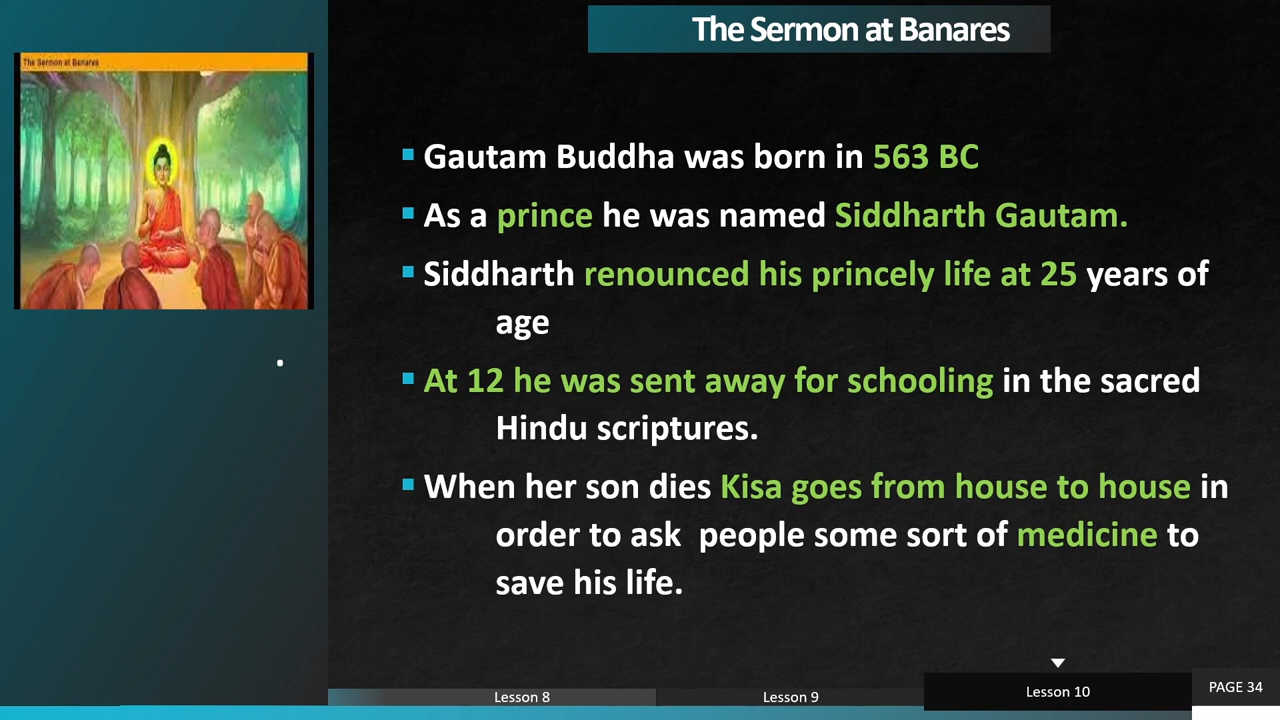 The Sermon at Banares
The Sermon at Banares
Gautam Buddha was born in 563 BC
As a prince he was named Siddharth Gautam.
Siddharth renounced his princely life at 25 years of
age
At 12 he was sent away for schooling in the sacred
Hindu scriptures.
When her son dies Kisa goes from house to house in
order to ask people some sort of medicine to
save his life.
Lesson 8
Lesson 9
Lesson 10
PAGE 34